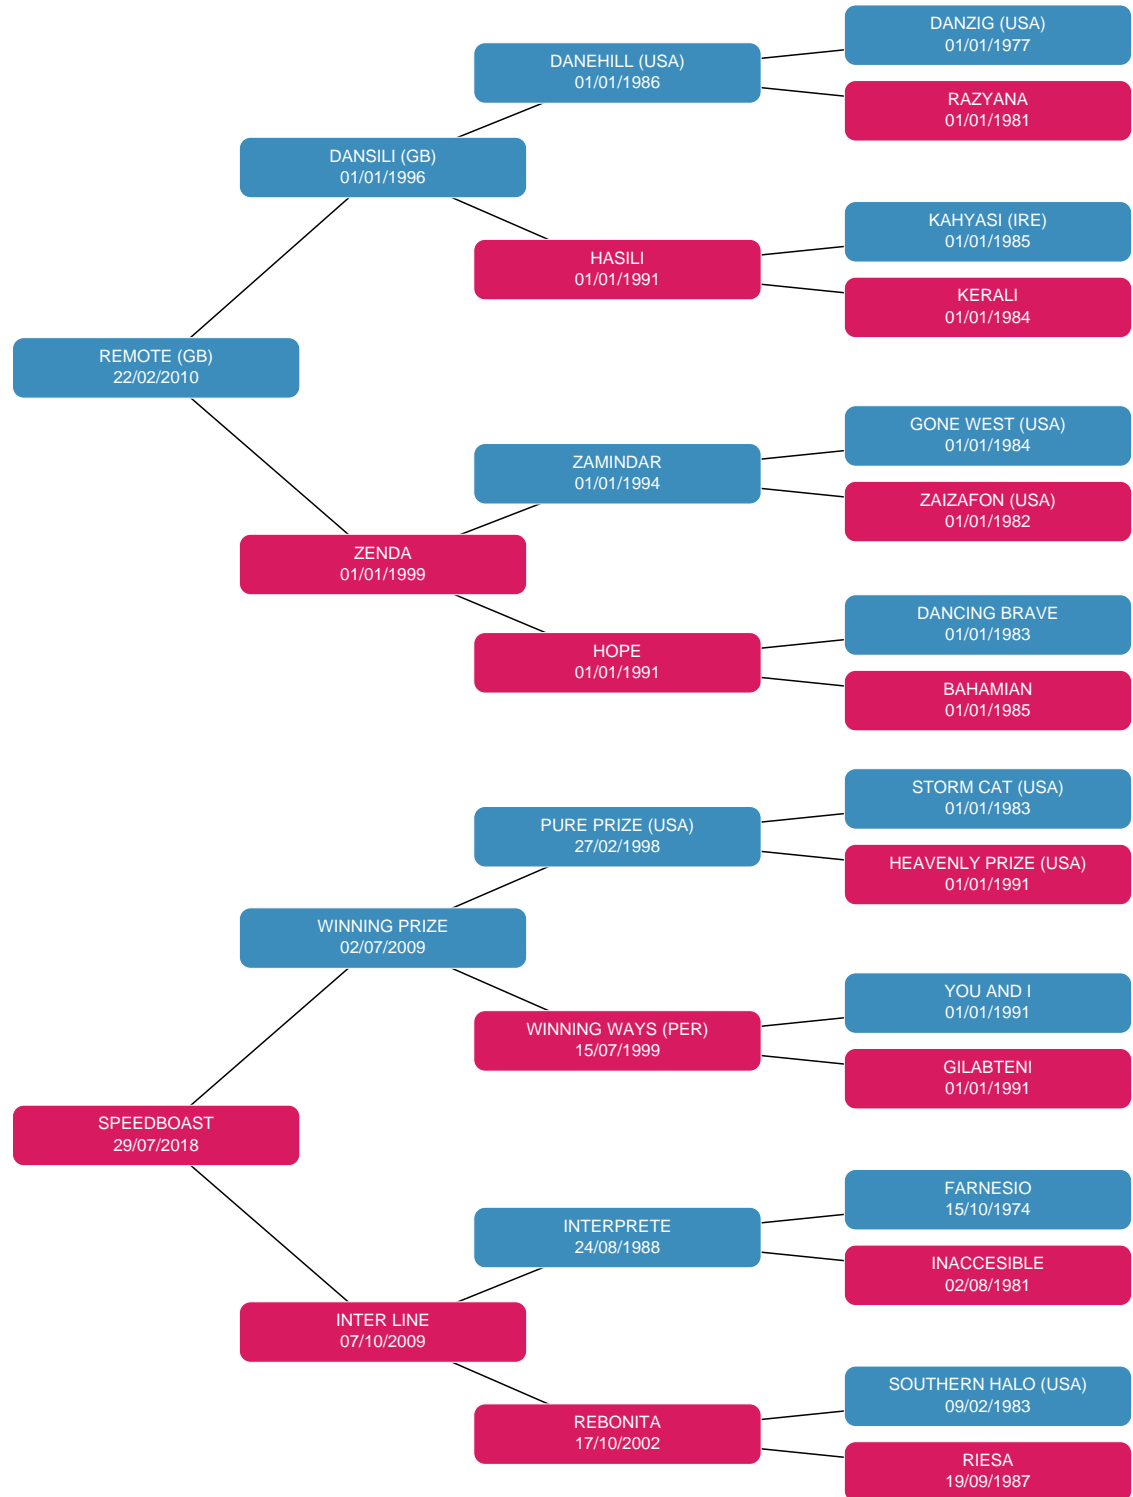 DANZIG (USA)
01/01/1977
DANEHILL (USA)
01/01/1986
RAZYANA
01/01/1981
DANSILI (GB)
01/01/1996
KAHYASI (IRE)
01/01/1985
HASILI
01/01/1991
KERALI
01/01/1984
REMOTE (GB)
22/02/2010
GONE WEST (USA)
01/01/1984
ZAMINDAR
01/01/1994
ZAIZAFON (USA)
01/01/1982
ZENDA
01/01/1999
DANCING BRAVE
01/01/1983
HOPE
01/01/1991
BAHAMIAN
01/01/1985
STORM CAT (USA)
01/01/1983
PURE PRIZE (USA)
27/02/1998
HEAVENLY PRIZE (USA)
01/01/1991
WINNING PRIZE
02/07/2009
YOU AND I
01/01/1991
WINNING WAYS (PER)
15/07/1999
GILABTENI
01/01/1991
SPEEDBOAST
29/07/2018
FARNESIO
15/10/1974
INTERPRETE
24/08/1988
INACCESIBLE
02/08/1981
INTER LINE
07/10/2009
SOUTHERN HALO (USA)
09/02/1983
REBONITA
17/10/2002
RIESA
19/09/1987